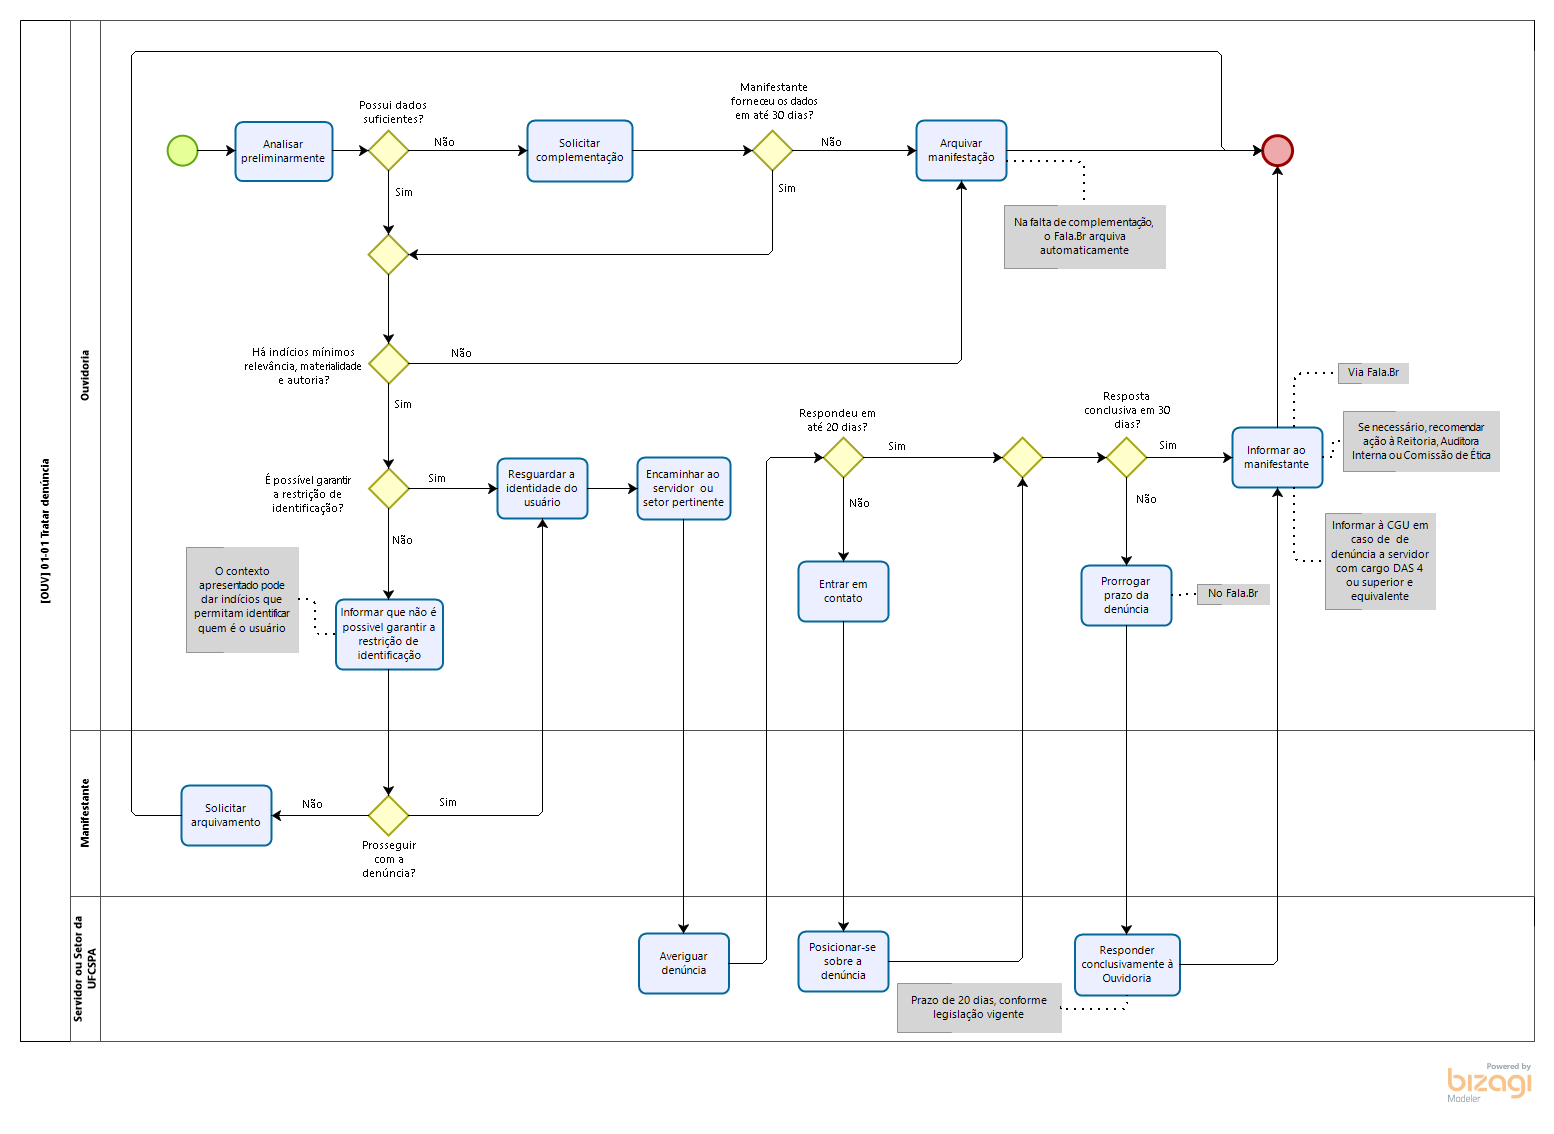 [OUV] 01-01 Tratar denúncia
Ouvidoria
Manifestante
Servidor ou Setor da
UFCSPA
Analisar
preliminarmente
Possui dados
suficientes?
Não
Sim
Solicitar
complementação
Manifestante
forneceu os dados
em até 30 dias?
Não
Sim
Arquivar
manifestação
Na falta de complementação,
o Fala.Br arquiva
automaticamente
Há indícios mínimos
relevância, materialidade
e autoria?
Não
Sim
É possível garantir
a restrição de
identificação?
Sim
Não
Resguardar a
identidade do
usuário
Encaminhar ao
servidor ou
setor pertinente
O contexto
apresentado pode
dar indícios que
permitam identificar
quem é o usuário
Informar que não é
possivel garantir a
restrição de
identificação
Respondeu em
até 20 dias?
Sim
Não
Entrar em
contato
Resposta
conclusiva em 30
dias?
Sim
Não
Prorrogar
prazo da
denúncia
No Fala.Br
Informar ao
manifestante
Via Fala.Br
Se necessário, recomendar
ação à Reitoria, Auditora
Interna ou Comissão de Ética
Informar à CGU em
caso de de
denúncia a servidor
com cargo DAS 4
ou superior e
equivalente
Solicitar
arquivamento
Não
Sim
Prosseguir
com a
denúncia?
Averiguar
denúncia
Posicionar-se
sobre a
denúncia
Responder
conclusivamente à
Ouvidoria
Prazo de 20 dias, conforme
legislação vigente
Powered by
bizagi
Modeler